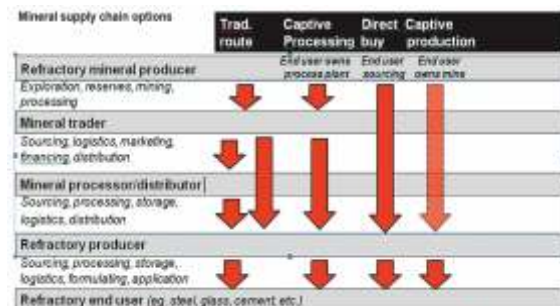 Mineral supply chain options
Trad. route
Captive Processing
Direct buy
Captive production
End user owns process plant
End user sourcing
End user owns mine
Refractory mineral producer
Exploration, reserves, mining,
processing
Mineral trader
Sourcing, logistics, marketing,
financing, distribution
Mineral processor/distributor
Sourcing, processing, storage,
logistics, distribution
Refractory producer
Sourcing, processing, storage,
logistics, formulating, application
Refractory end user (eg. steel, glass, cement, etc.)